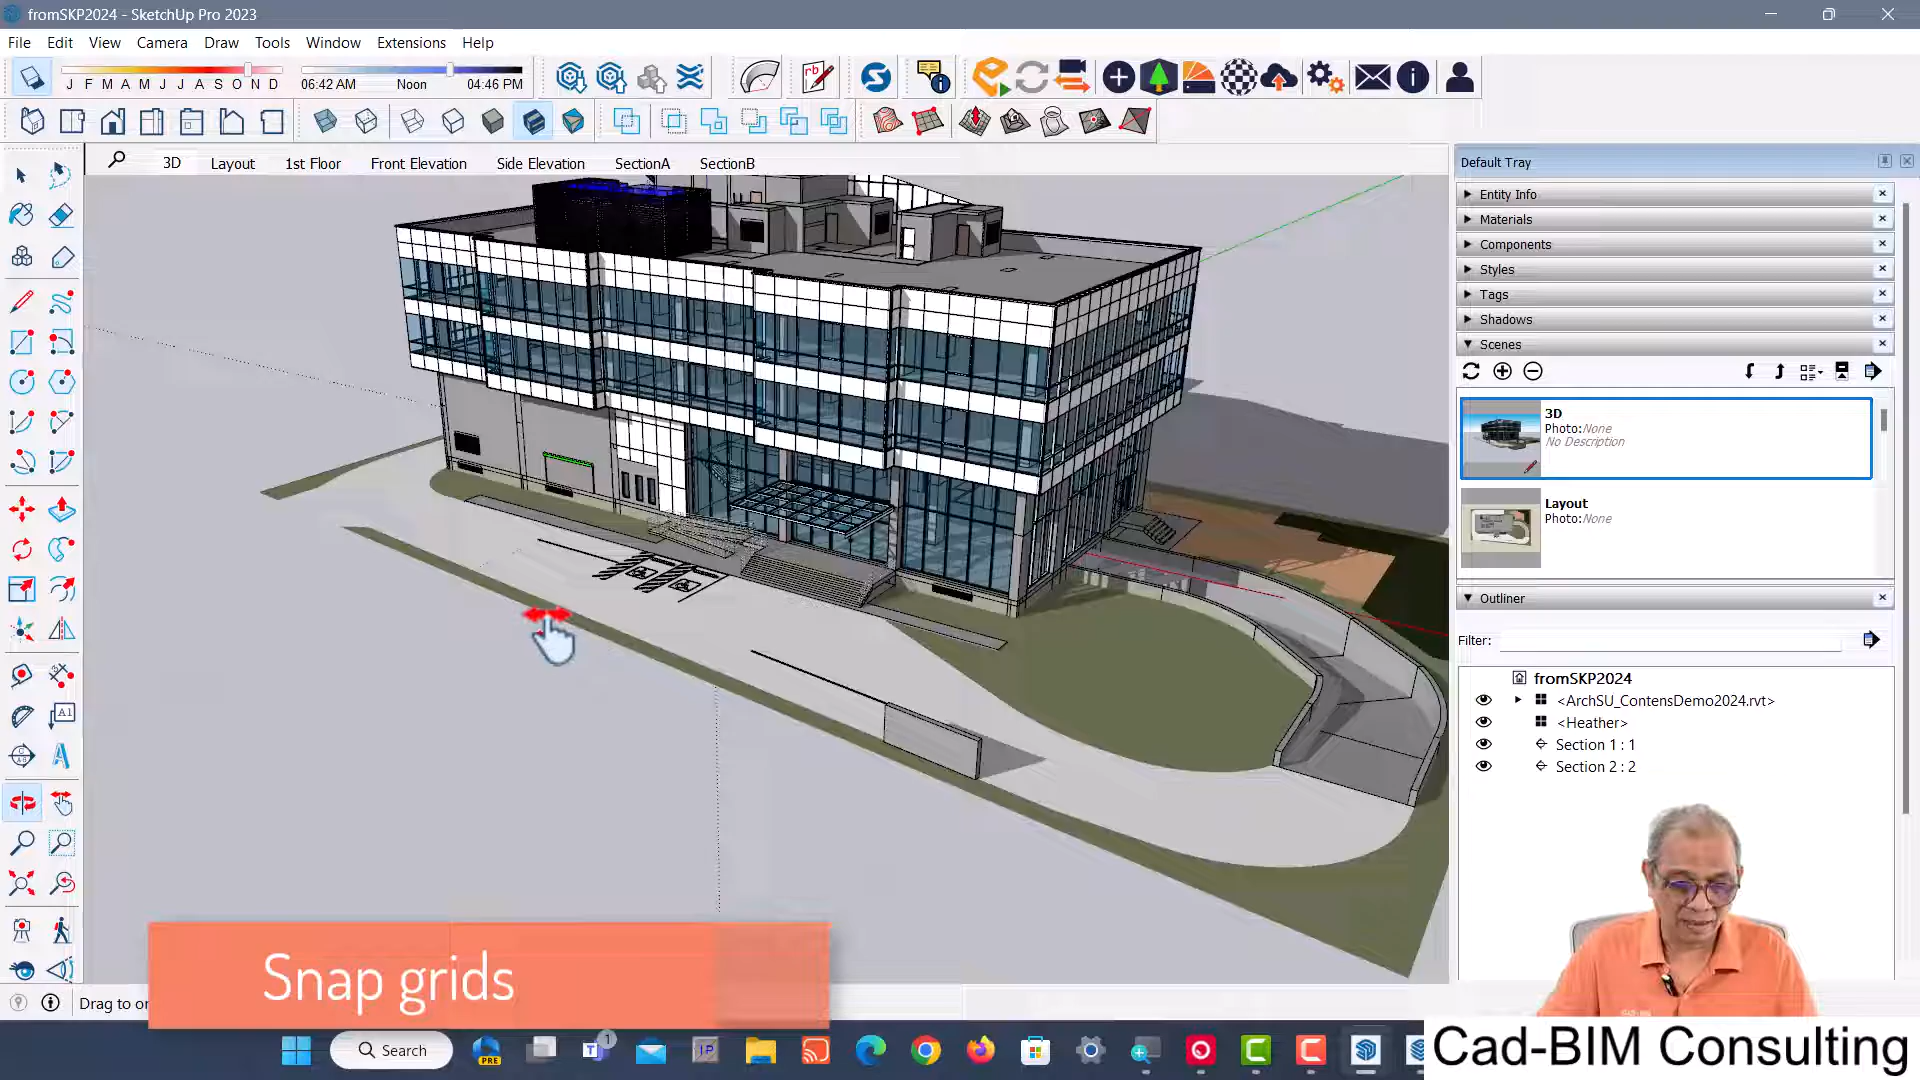 fromSKP2024 - SketchUp Pro 2023
File Edit View Camera Draw Tools Window Extensions Help
J F M A M J J A S O N D
06:42 AM Noon 04:46 PM
3D Layout 1st Floor Front Elevation Side Elevation SectionA SectionB
Default Tray
Entity Info
Materials
Components
Styles
Tags
Shadows
Scenes
3D
Photo:None
No Description
Layout
Photo:None
Outliner
Filter:
fromSKP2024
<ArchSU_ContensDemo2024.rvt>
<Heather>
Section 1 : 1
Section 2 : 2
Snap grids
Drag to or
Search
PRE
1
Cad-BIM Consulting